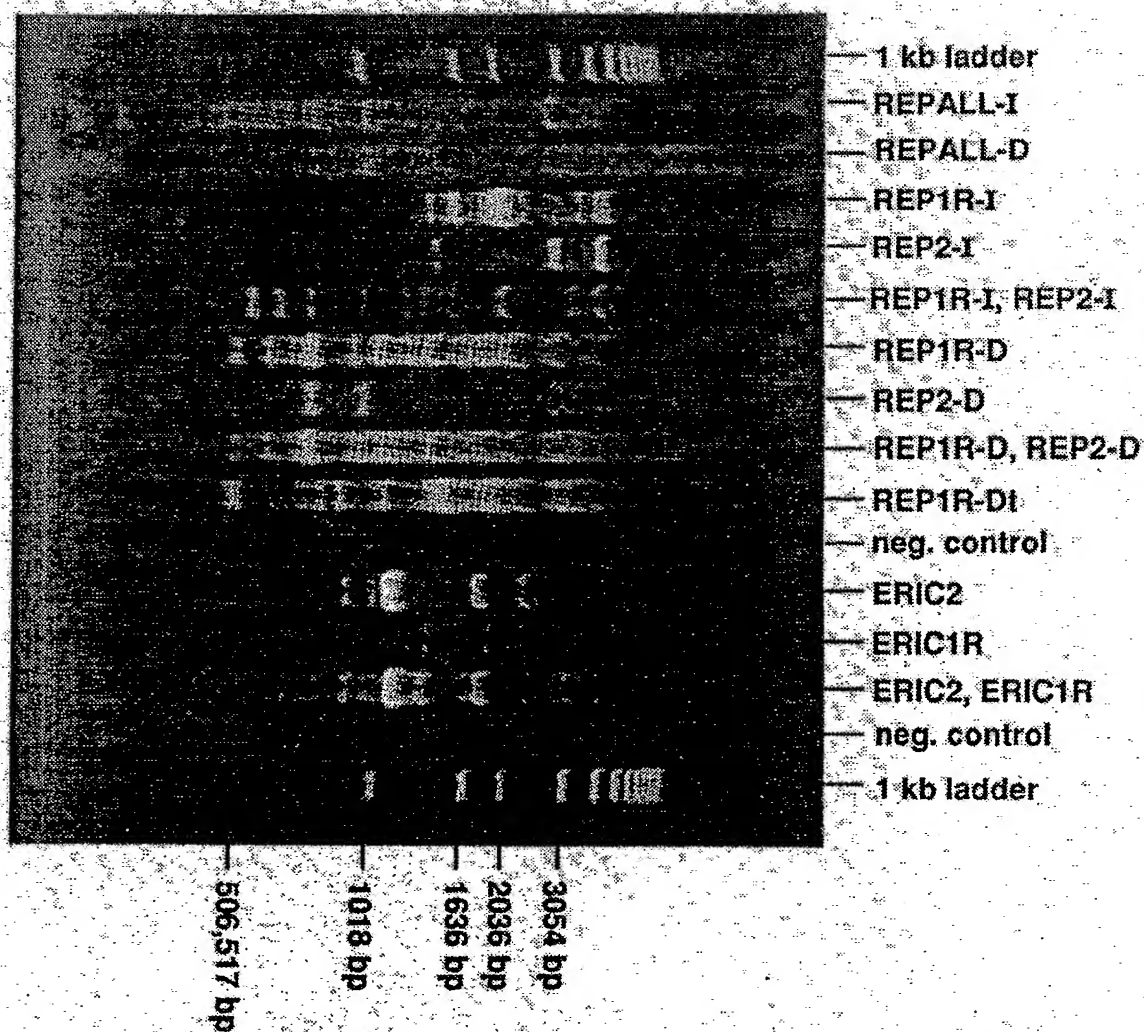 1 kb ladder
REPALL-I
REPALL-D
REP1R-I
REP2-I
REP1R-I, REP2-I
REP1R-D
REP2-D
REP1R-D, REP2-D
REP1R-Dt
neg. control
ERIC2
ERIC1R
ERIC2, ERIC1R
neg. control
1 kb ladder
506,517 bp
1018 bp
1636 bp
2036 bp
3054 bp